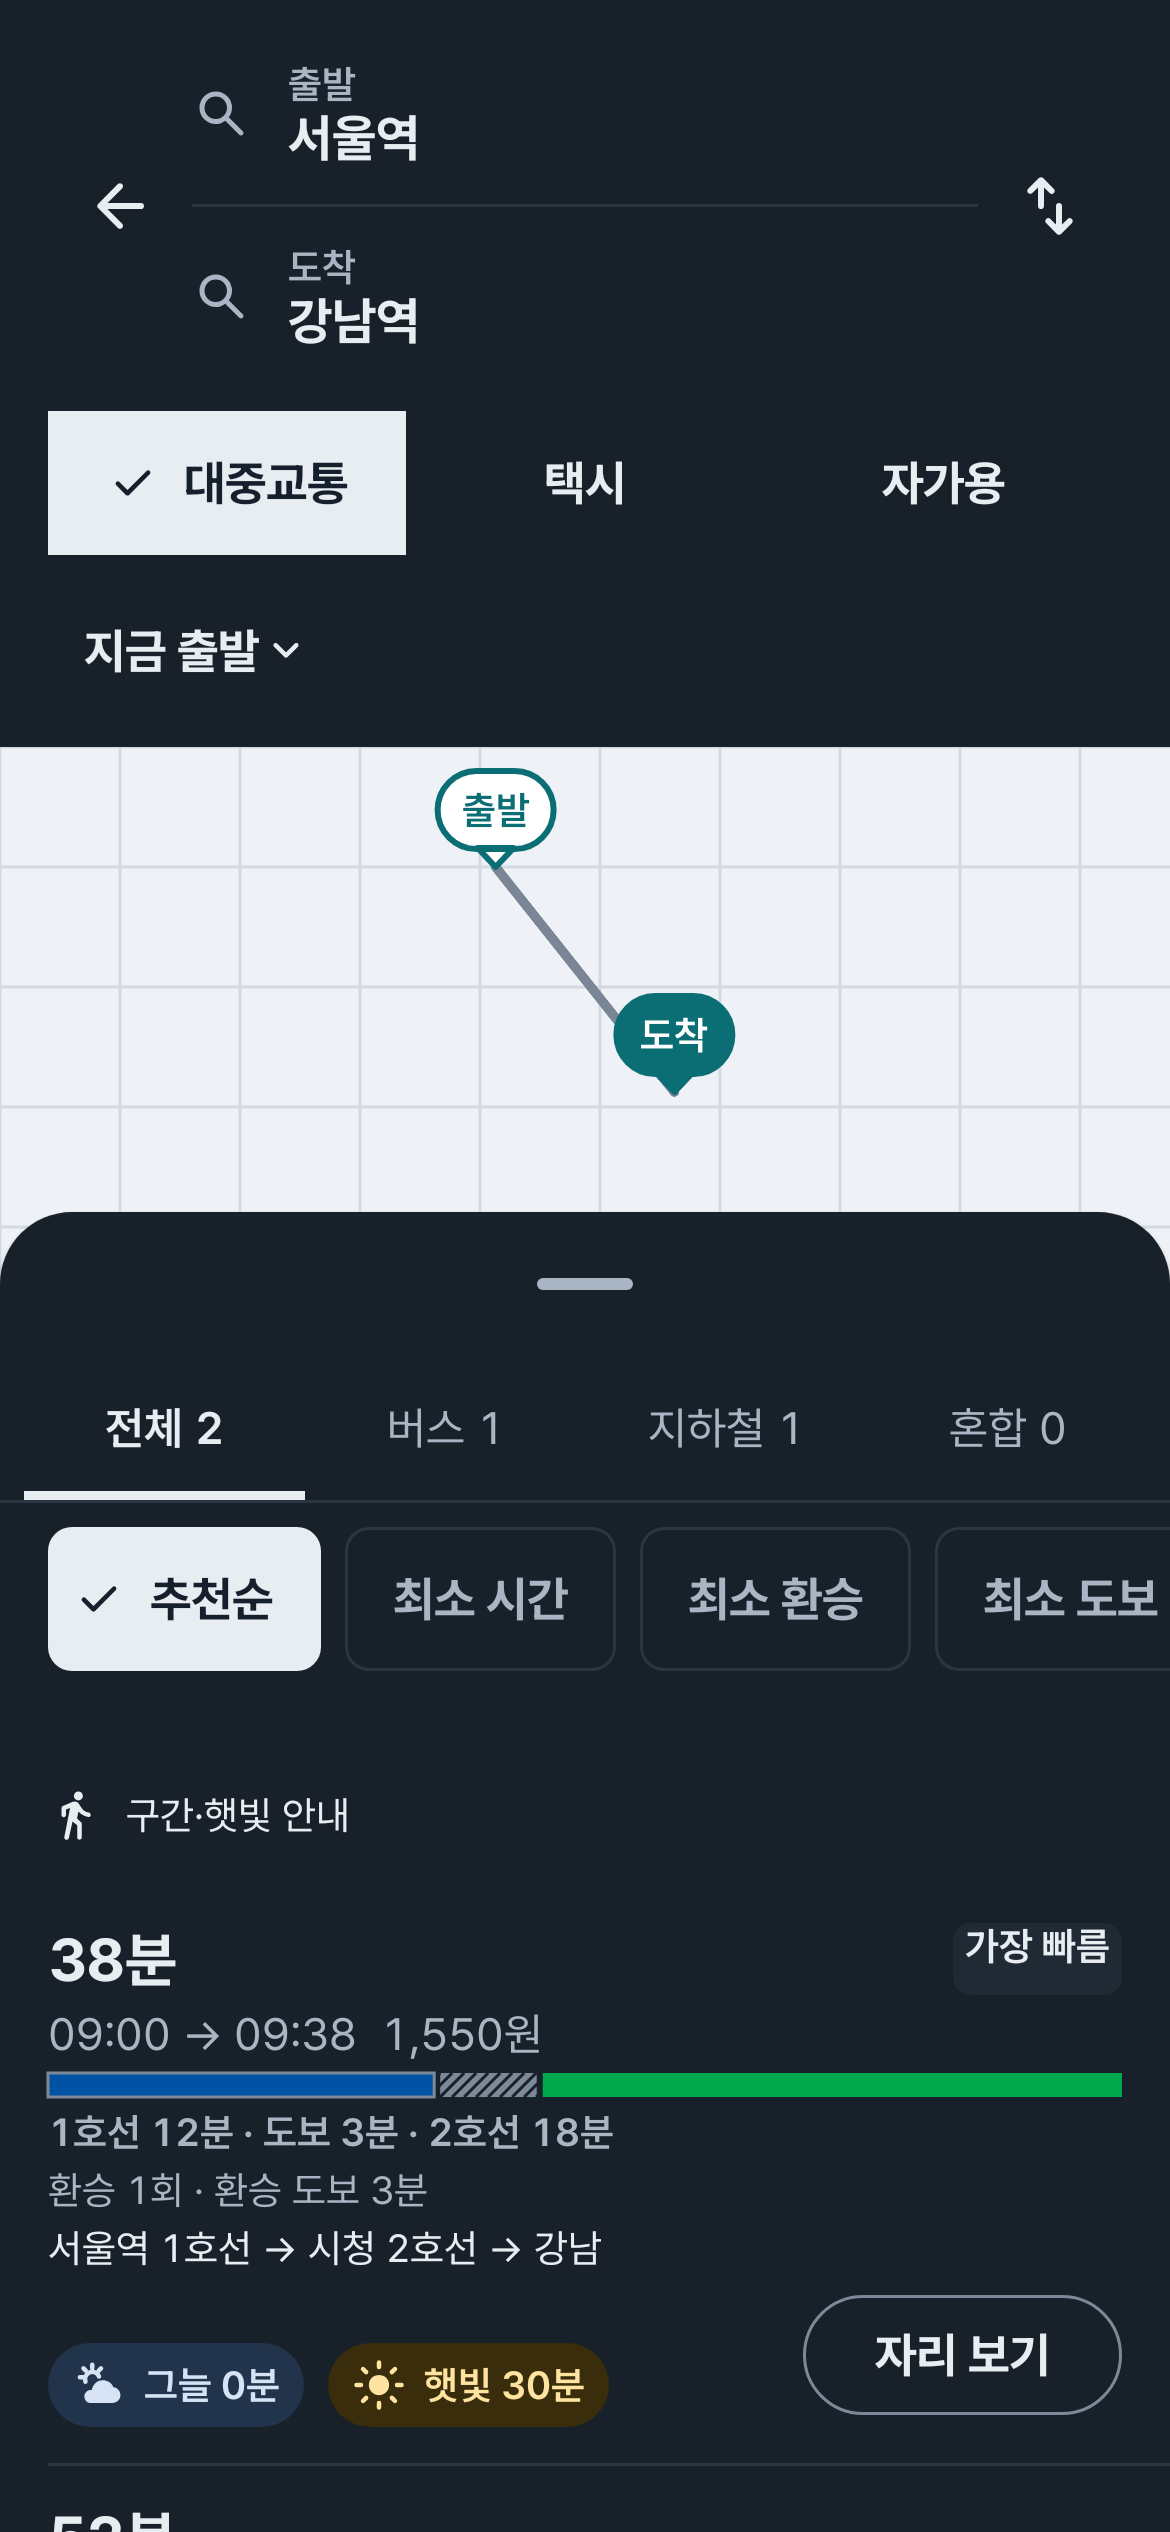 출발
서울역
도착
강남역
대중교통 택시 자가용
지금 출발
출발
도착
전체 2 버스 1 지하철 1 혼합 0
추천순 최소 시간 최소 환승 최소 도보
구간·햇빛 안내
38분 가장 빠름
09:00 → 09:38 1,550원
1호선 12분 · 도보 3분 · 2호선 18분
환승 1회 · 환승 도보 3분
서울역 1호선 → 시청 2호선 → 강남
자리 보기
그늘 0분 햇빛 30분